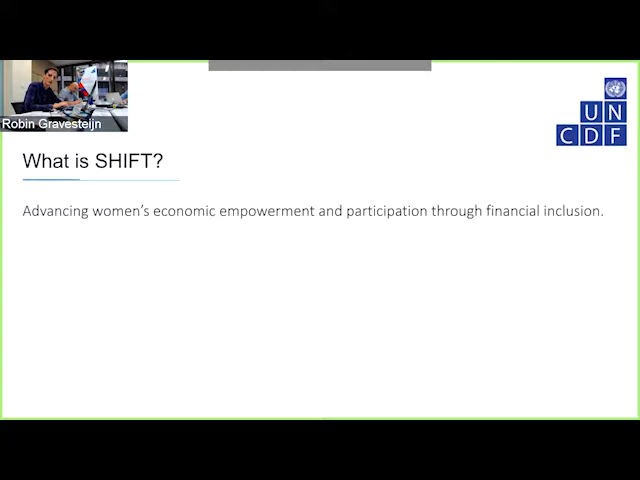 Robin Gravesteijn
UN
CDF
What is SHIFT?
Advancing women’s economic empowerment and participation through financial inclusion.